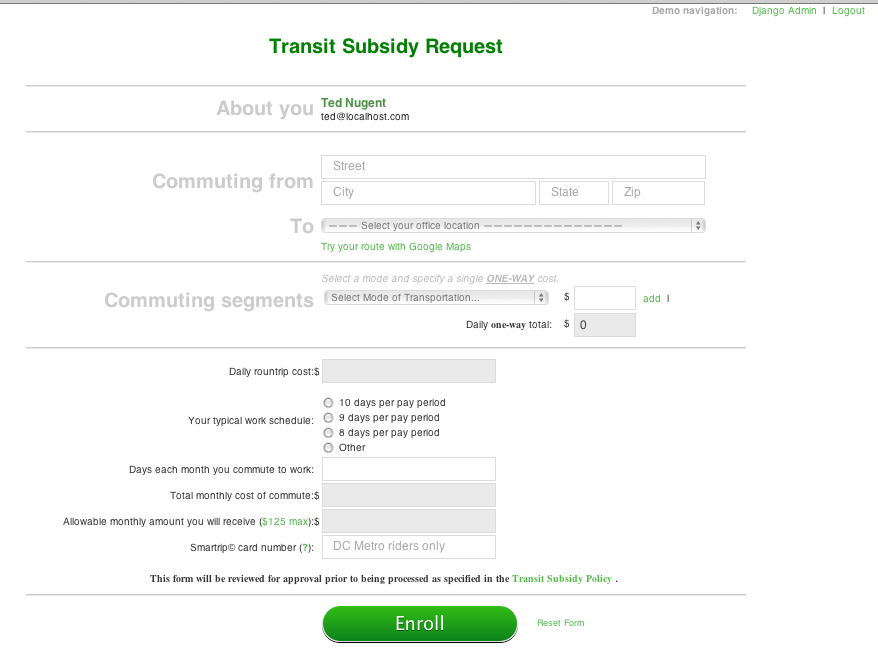 Demo navigation: Django Admin | Logout
Transit Subsidy Request
About you
Ted Nugent
ted@localhost.com
Commuting from
Street
City State Zip
To
--- Select your office location --------------
Try your route with Google Maps
Select a mode and specify a single ONE-WAY cost.
Commuting segments
Select Mode of Transportation... $ add |
Daily one-way total: $ 0
Daily rountrip cost:$
Your typical work schedule:
10 days per pay period
9 days per pay period
8 days per pay period
Other
Days each month you commute to work:
Total monthly cost of commute:$
Allowable monthly amount you will receive ($125 max):$
Smartrip© card number (?): DC Metro riders only
This form will be reviewed for approval prior to being processed as specified in the Transit Subsidy Policy .
Enroll Reset Form